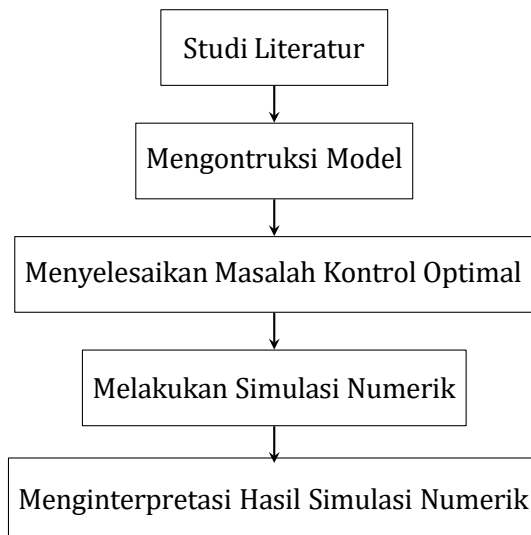 Studi Literatur
Mengontruksi Model
Menyelesaikan Masalah Kontrol Optimal
Melakukan Simulasi Numerik
Menginterpretasi Hasil Simulasi Numerik